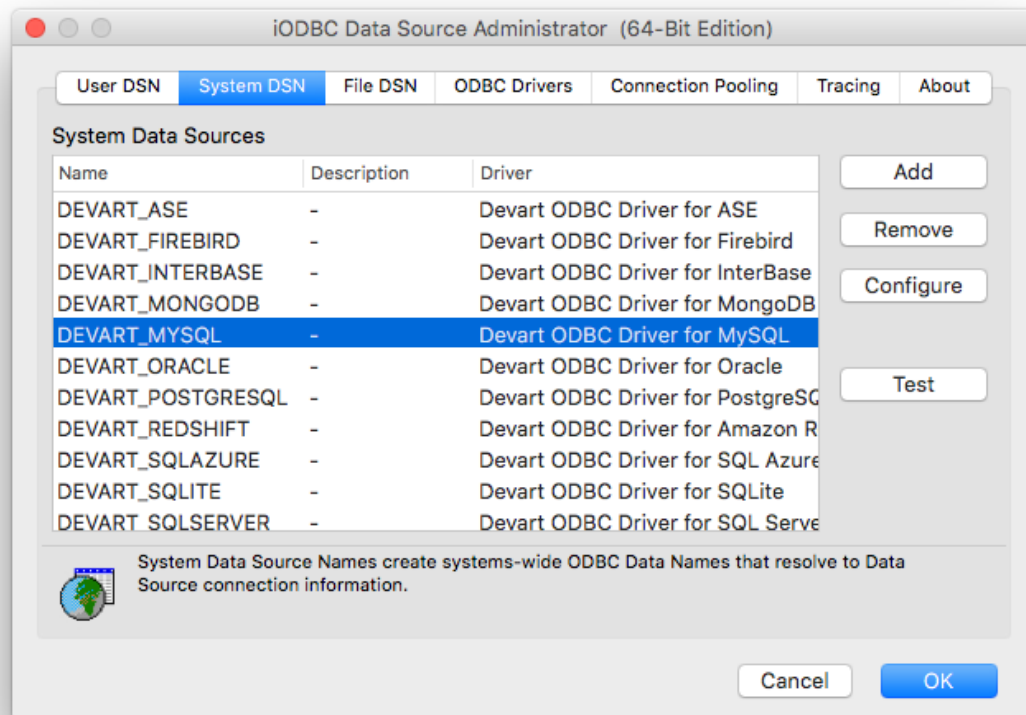 iODBC Data Source Administrator (64-Bit Edition)
User DSN System DSN File DSN ODBC Drivers Connection Pooling Tracing About
System Data Sources
Name Description Driver
DEVART_ASE - Devart ODBC Driver for ASE
DEVART_FIREBIRD - Devart ODBC Driver for Firebird
DEVART_INTERBASE - Devart ODBC Driver for InterBase
DEVART_MONGODB - Devart ODBC Driver for MongoDB
DEVART_MYSQL - Devart ODBC Driver for MySQL
DEVART_ORACLE - Devart ODBC Driver for Oracle
DEVART_POSTGRESQL - Devart ODBC Driver for PostgreSQ
DEVART_REDSHIFT - Devart ODBC Driver for Amazon R
DEVART_SQLAZURE - Devart ODBC Driver for SQL Azure
DEVART_SQLITE - Devart ODBC Driver for SQLite
DEVART_SQLSERVER - Devart ODBC Driver for SQL Serve
Add
Remove
Configure
Test
System Data Source Names create systems-wide ODBC Data Names that resolve to Data
Source connection information.
Cancel OK